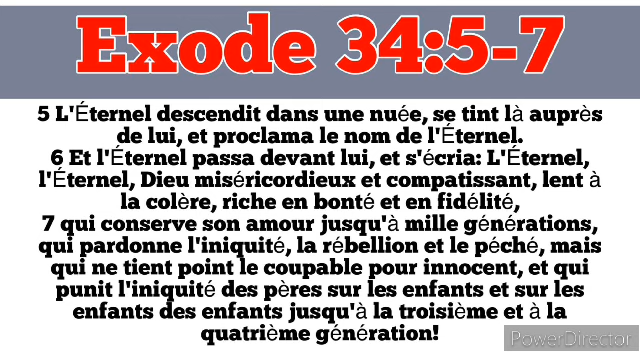 Exode 34:5-7
5 L'Éternel descendit dans une nuée, se tint là auprès
de lui, et proclama le nom de l'Éternel.
6 Et l'Éternel passa devant lui, et s'écria: L'Éternel,
l'Éternel, Dieu miséricordieux et compatissant, lent à
la colère, riche en bonté et en fidélité,
7 qui conserve son amour jusqu'à mille générations,
qui pardonne l'iniquité, la rébellion et le péché, mais
qui ne tient point le coupable pour innocent, et qui
punit l'iniquité des pères sur les enfants et sur les
enfants des enfants jusqu'à la troisième et à la
quatrième génération!
PowerDirector